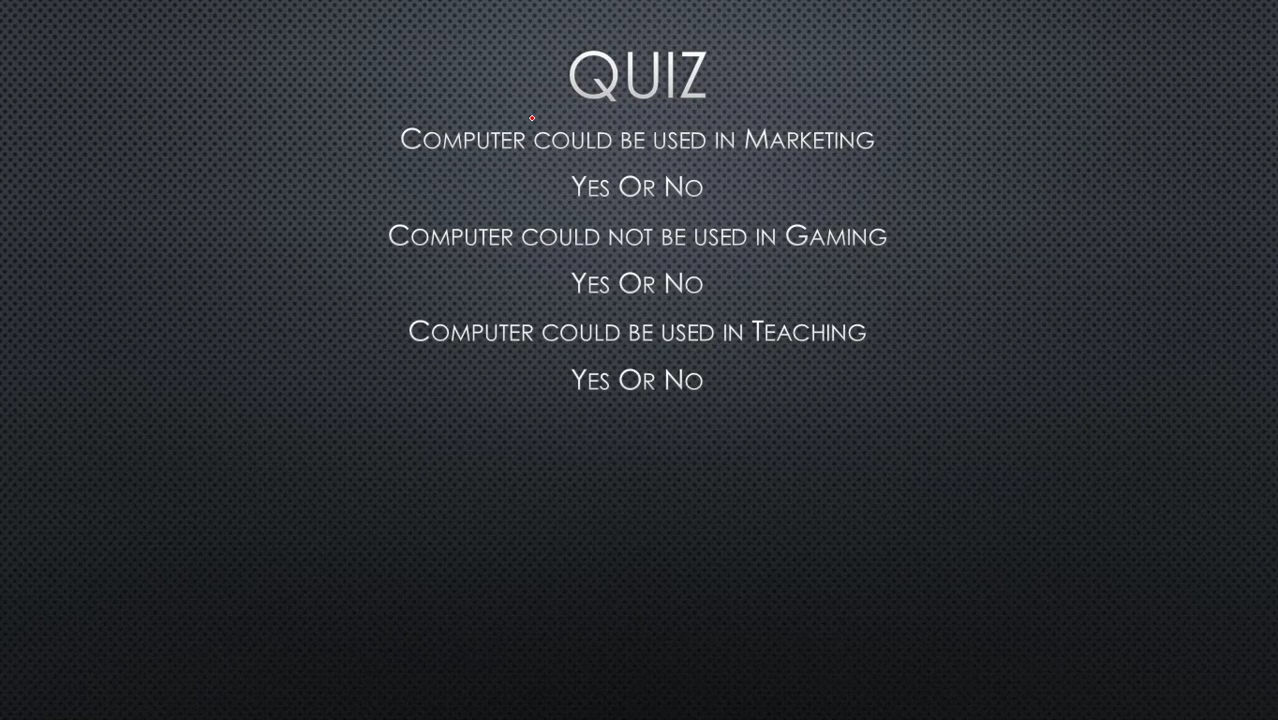 QUIZ
Computer could be used in Marketing
Yes Or No
Computer could not be used in Gaming
Yes Or No
Computer could be used in Teaching
Yes Or No